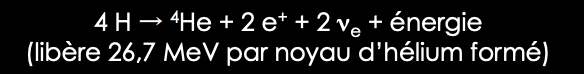 4 H → ⁴He + 2 e⁺ + 2 νₑ + énergie
(libère 26,7 MeV par noyau d'hélium formé)